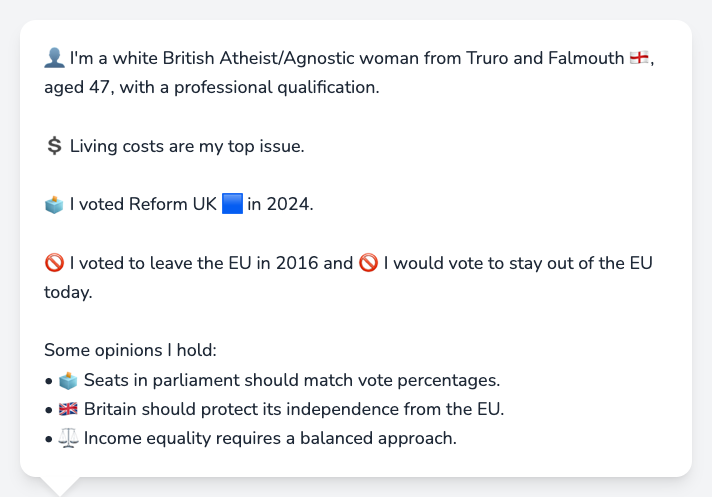 👤 I'm a white British Atheist/Agnostic woman from Truro and Falmouth 🏴󠁧󠁢󠁥󠁮󠁧󠁿,
aged 47, with a professional qualification.
💲 Living costs are my top issue.
🗳️ I voted Reform UK 🟦 in 2024.
🚫 I voted to leave the EU in 2016 and 🚫 I would vote to stay out of the EU
today.
Some opinions I hold:
• 🗳️ Seats in parliament should match vote percentages.
• 🇬🇧 Britain should protect its independence from the EU.
• ⚖️ Income equality requires a balanced approach.